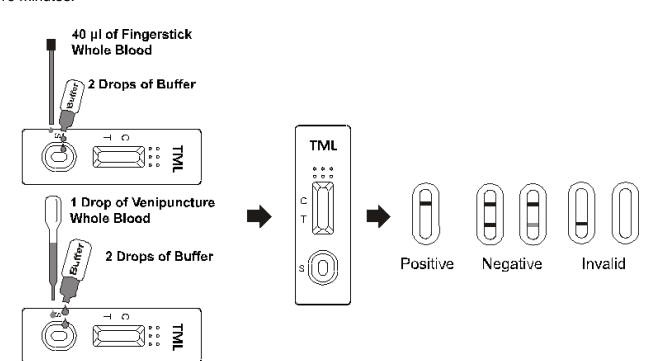 40 µl of Fingerstick
Whole Blood
2 Drops of Buffer
Buffer
S
T C
TML
1 Drop of Venipuncture
Whole Blood
2 Drops of Buffer
Buffer
S
T C
TML
TML
C
T
S
Positive Negative Invalid